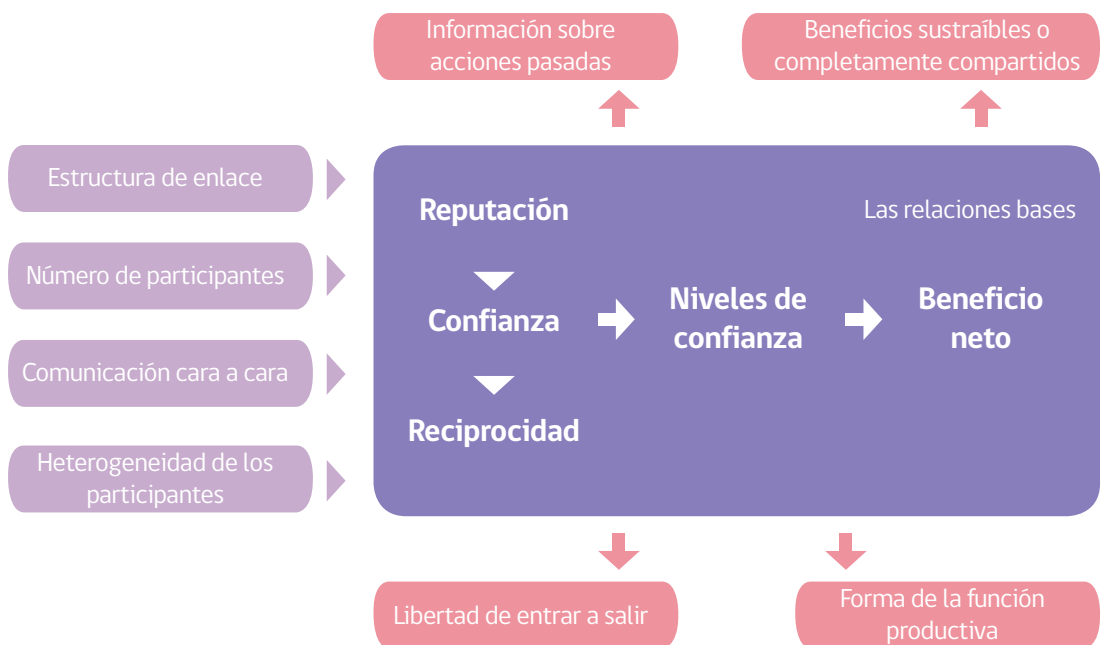 Información sobre
acciones pasadas
Beneficios sustraíbles o
completamente compartidos
Estructura de enlace
Número de participantes
Comunicación cara a cara
Heterogeneidad de los
participantes
Reputación
Las relaciones bases
Confianza
Niveles de
confianza
Beneficio
neto
Reciprocidad
Libertad de entrar a salir
Forma de la función
productiva